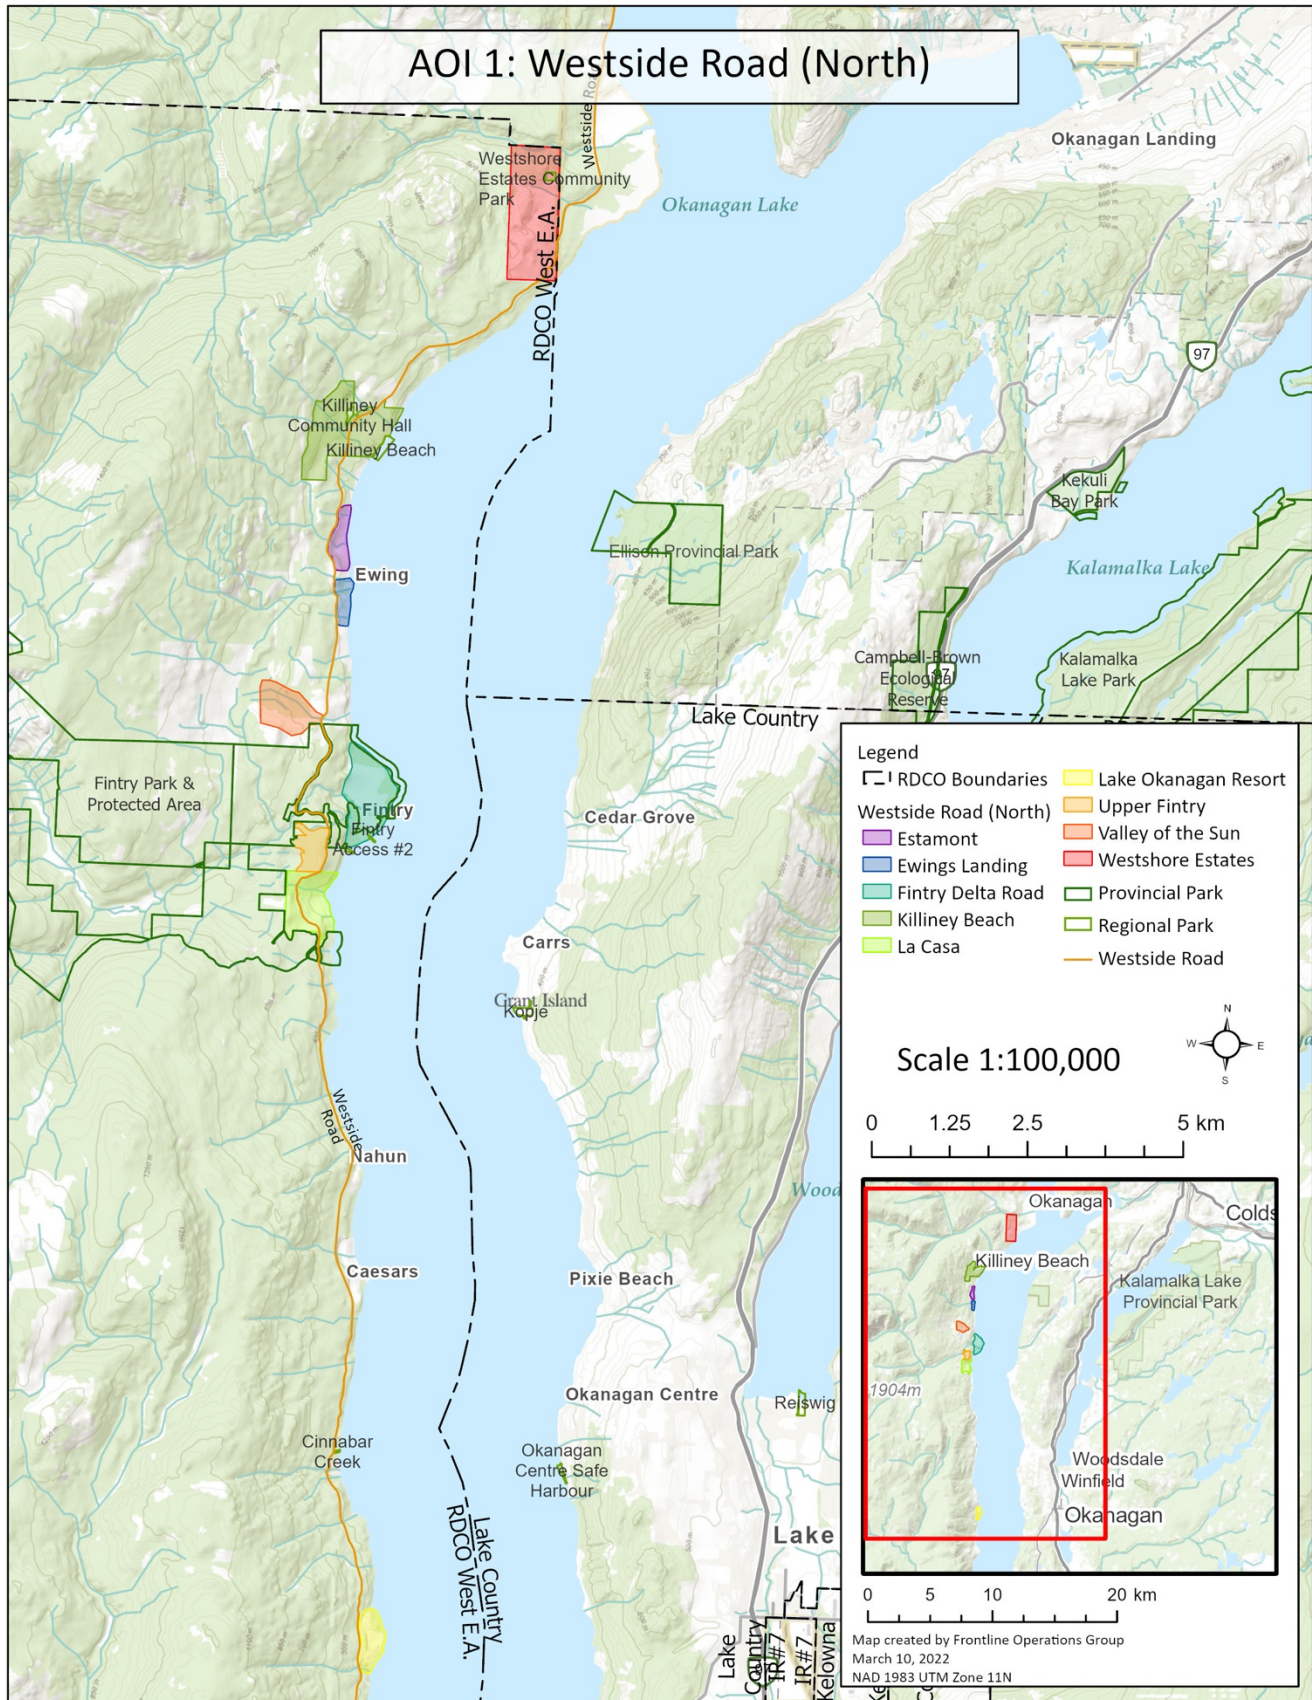 AOI 1: Westside Road (North)
Okanagan Landing
Westside Ro
Westshore
Estates Community
Park
Okanagan Lake
RDCO West E.A.
97
Killiney
Community Hall
Killiney Beach
Kekuli
Bay Park
Ellison Provincial Park
Kalamalka Lake
Ewing
Campbell-Brown
Ecological
Reserve
Kalamalka
Lake Park
Lake Country
Fintry Park &
Protected Area
Fintry
Fintry
Access #2
Cedar Grove
Carrs
Grant Island
Kopje
Westside
Road
Nahun
Wood
Caesars
Pixie Beach
Okanagan Centre
Reiswig
Cinnabar
Creek
Okanagan
Centre Safe
Harbour
Lake Country
RDCO West E.A.
Lake
Lake
Country
IR#7
IR#7
Kelowna
Legend
RDCO Boundaries
Westside Road (North)
Estamont
Ewings Landing
Fintry Delta Road
Killiney Beach
La Casa
Lake Okanagan Resort
Upper Fintry
Valley of the Sun
Westshore Estates
Provincial Park
Regional Park
Westside Road
N
W E
S
Scale 1:100,000
0 1.25 2.5 5 km
Okanagan
Colds
Killiney Beach
Kalamalka Lake
Provincial Park
1904m
Woodsdale
Winfield
Okanagan
0 5 10 20 km
Map created by Frontline Operations Group
March 10, 2022
NAD 1983 UTM Zone 11N